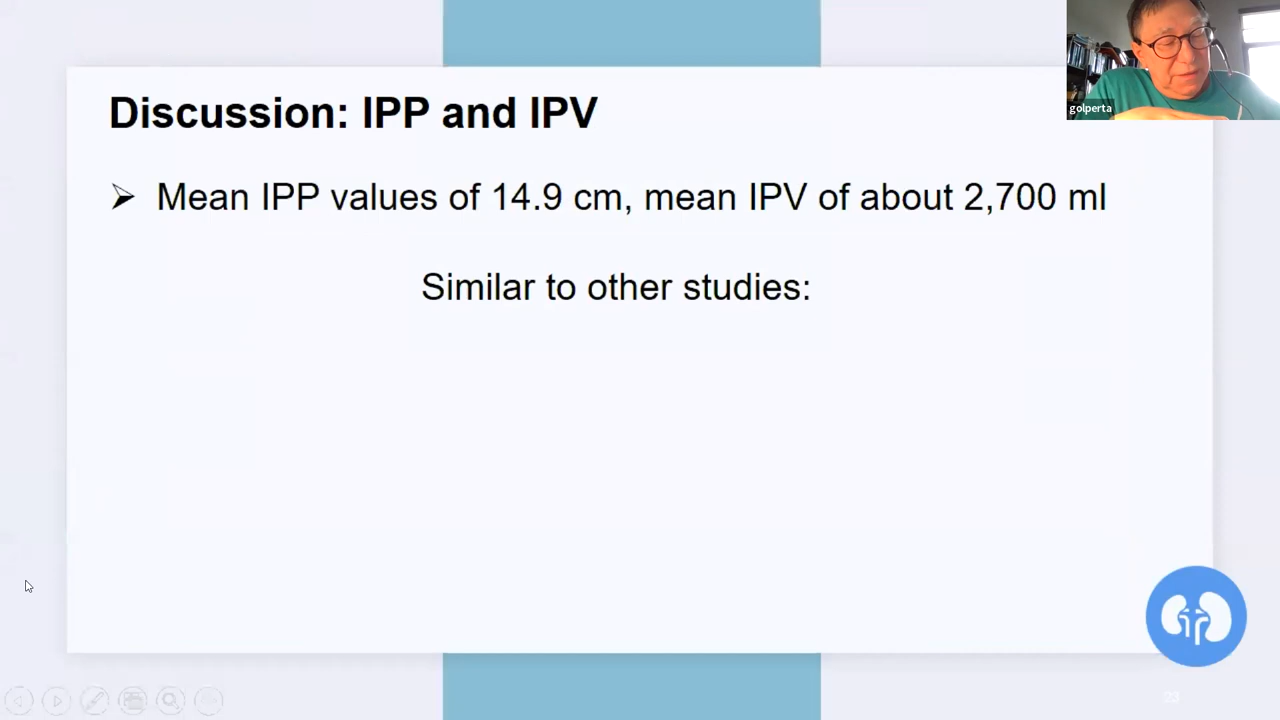 golperta
Discussion: IPP and IPV
➢ Mean IPP values of 14.9 cm, mean IPV of about 2,700 ml
Similar to other studies:
23